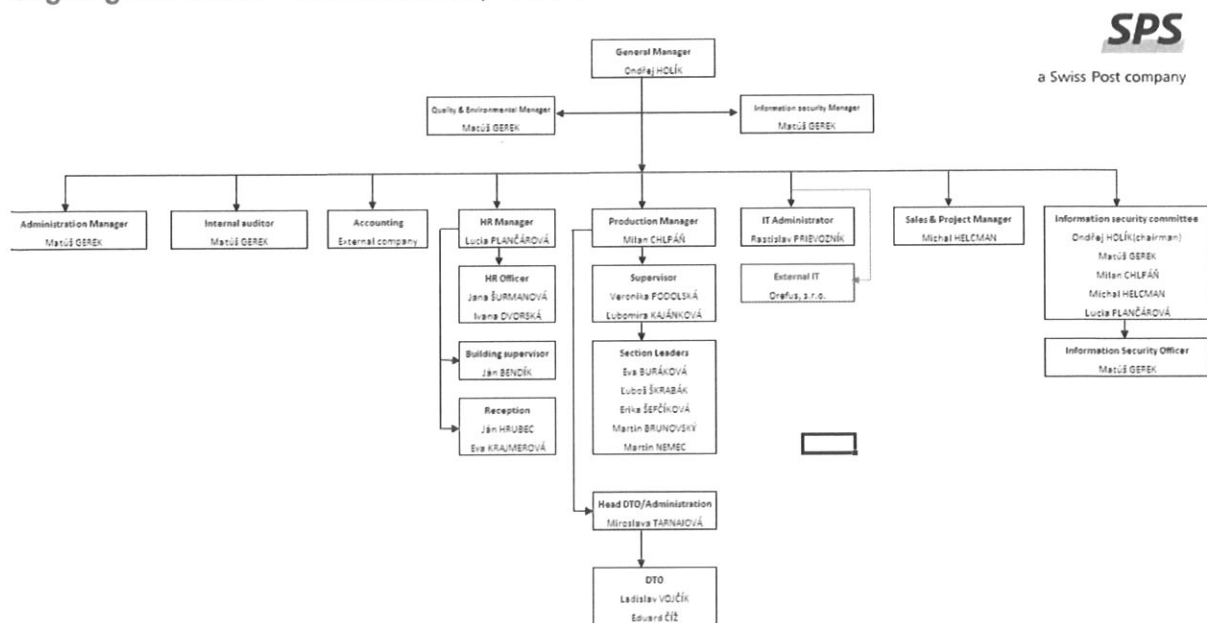 SPS
a Swiss Post company
General Manager
Ondřej HOLÍK
Quality & Environmental Manager
Matúš GEREK
Information security Manager
Matúš GEREK
Administration Manager
Matúš GEREK
Internal auditor
Matúš GEREK
Accounting
External company
HR Manager
Lucia PLANČÁROVÁ
Production Manager
Milan CHLPÁŇ
IT Administrator
Rastislav PRIEVOZNÍK
Sales & Project Manager
Michal HELCMAN
Information security committee
Ondřej HOLÍK(chairman)
Matúš GEREK
Milan CHLPÁŇ
Michal HELCMAN
Lucia PLANČÁROVÁ
HR Officer
Jana ŠURMANOVÁ
Ivana DVORSKÁ
Supervisor
Veronika PODOLSKÁ
Ľubomira KAJÁNKOVÁ
External IT
Orefus, s.r.o.
Building supervisor
Ján BENDÍK
Section Leaders
Eva BURÁKOVÁ
Ľuboš ŠKRABÁK
Erika ŠEFČÍKOVÁ
Martin BRUNOVSKÝ
Martin NEMEC
Information Security Officer
Matúš GEREK
Reception
Ján HRUBEC
Eva KRAJMEROVÁ
Head DTO/Administration
Miroslava TARNAIOVÁ
DTO
Ladislav VOJČÍK
Eduard ČÍŽ